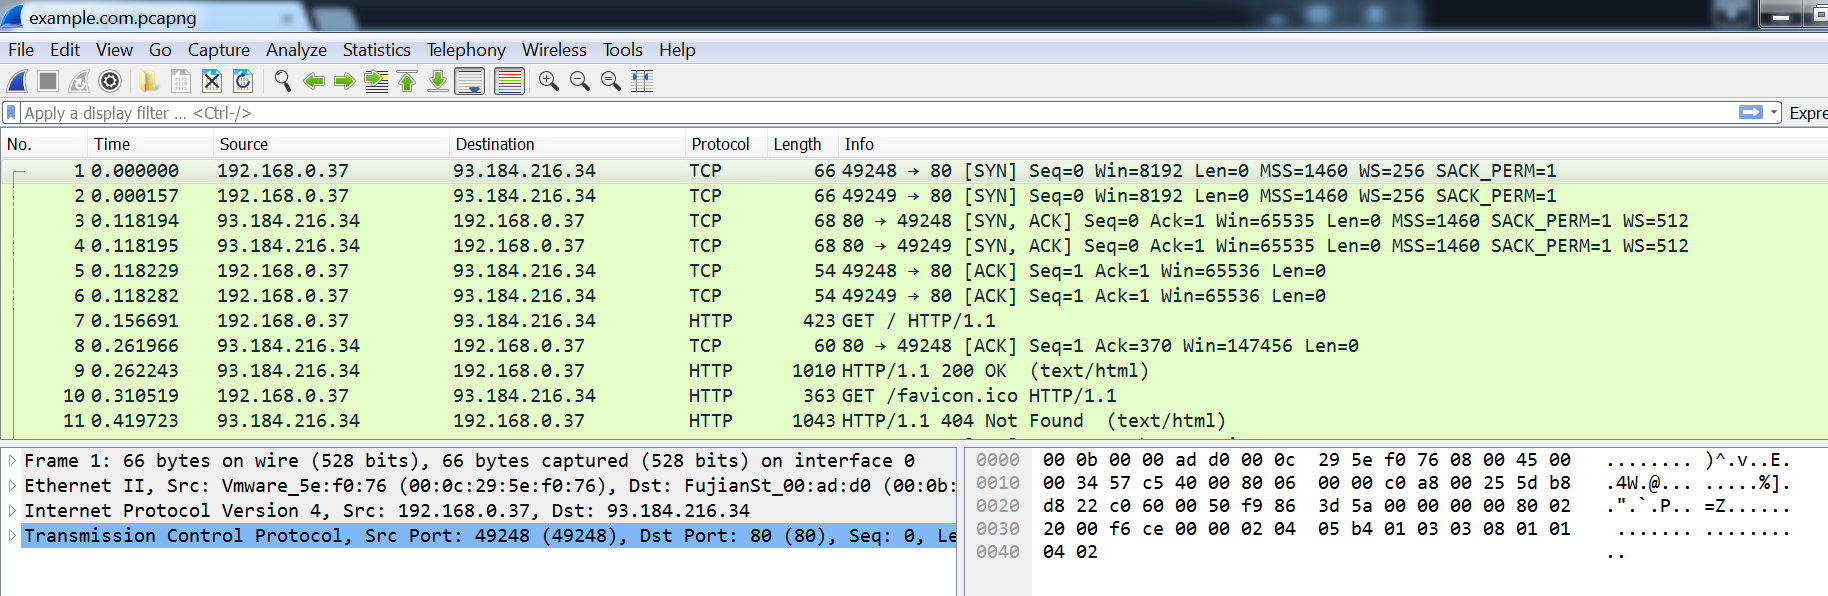 example.com.pcapng
File Edit View Go Capture Analyze Statistics Telephony Wireless Tools Help
Apply a display filter ... <Ctrl-/> Expre
No. Time Source Destination Protocol Length Info
1 0.000000 192.168.0.37 93.184.216.34 TCP 66 49248 → 80 [SYN] Seq=0 Win=8192 Len=0 MSS=1460 WS=256 SACK_PERM=1
2 0.000157 192.168.0.37 93.184.216.34 TCP 66 49249 → 80 [SYN] Seq=0 Win=8192 Len=0 MSS=1460 WS=256 SACK_PERM=1
3 0.118194 93.184.216.34 192.168.0.37 TCP 68 80 → 49248 [SYN, ACK] Seq=0 Ack=1 Win=65535 Len=0 MSS=1460 SACK_PERM=1 WS=512
4 0.118195 93.184.216.34 192.168.0.37 TCP 68 80 → 49249 [SYN, ACK] Seq=0 Ack=1 Win=65535 Len=0 MSS=1460 SACK_PERM=1 WS=512
5 0.118229 192.168.0.37 93.184.216.34 TCP 54 49248 → 80 [ACK] Seq=1 Ack=1 Win=65536 Len=0
6 0.118282 192.168.0.37 93.184.216.34 TCP 54 49249 → 80 [ACK] Seq=1 Ack=1 Win=65536 Len=0
7 0.156691 192.168.0.37 93.184.216.34 HTTP 423 GET / HTTP/1.1
8 0.261966 93.184.216.34 192.168.0.37 TCP 60 80 → 49248 [ACK] Seq=1 Ack=370 Win=147456 Len=0
9 0.262243 93.184.216.34 192.168.0.37 HTTP 1010 HTTP/1.1 200 OK (text/html)
10 0.310519 192.168.0.37 93.184.216.34 HTTP 363 GET /favicon.ico HTTP/1.1
11 0.419723 93.184.216.34 192.168.0.37 HTTP 1043 HTTP/1.1 404 Not Found (text/html)
Frame 1: 66 bytes on wire (528 bits), 66 bytes captured (528 bits) on interface 0
Ethernet II, Src: Vmware_5e:f0:76 (00:0c:29:5e:f0:76), Dst: FujianSt_00:ad:d0 (00:0b:
Internet Protocol Version 4, Src: 192.168.0.37, Dst: 93.184.216.34
Transmission Control Protocol, Src Port: 49248 (49248), Dst Port: 80 (80), Seq: 0, Le
0000 00 0b 00 00 ad d0 00 0c 29 5e f0 76 08 00 45 00 ........ )^.v..E.
0010 00 34 57 c5 40 00 80 06 00 00 c0 a8 00 25 5d b8 .4W.@... .....%].
0020 d8 22 c0 60 00 50 f9 86 3d 5a 00 00 00 00 80 02 .".`.P.. =Z......
0030 20 00 f6 ce 00 00 02 04 05 b4 01 03 03 08 01 01 ....... ........
0040 04 02 ..